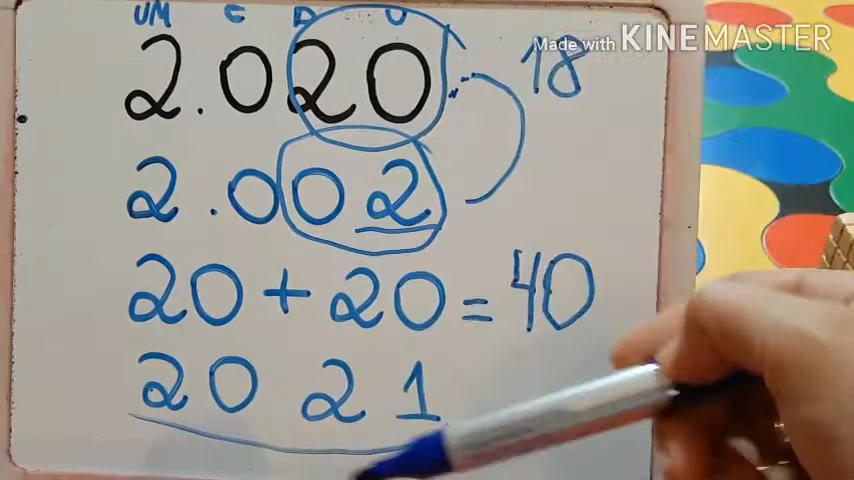 UM C D U
2.020
18
2.002
20 + 20 = 40
20 21
Made with KINEMASTER